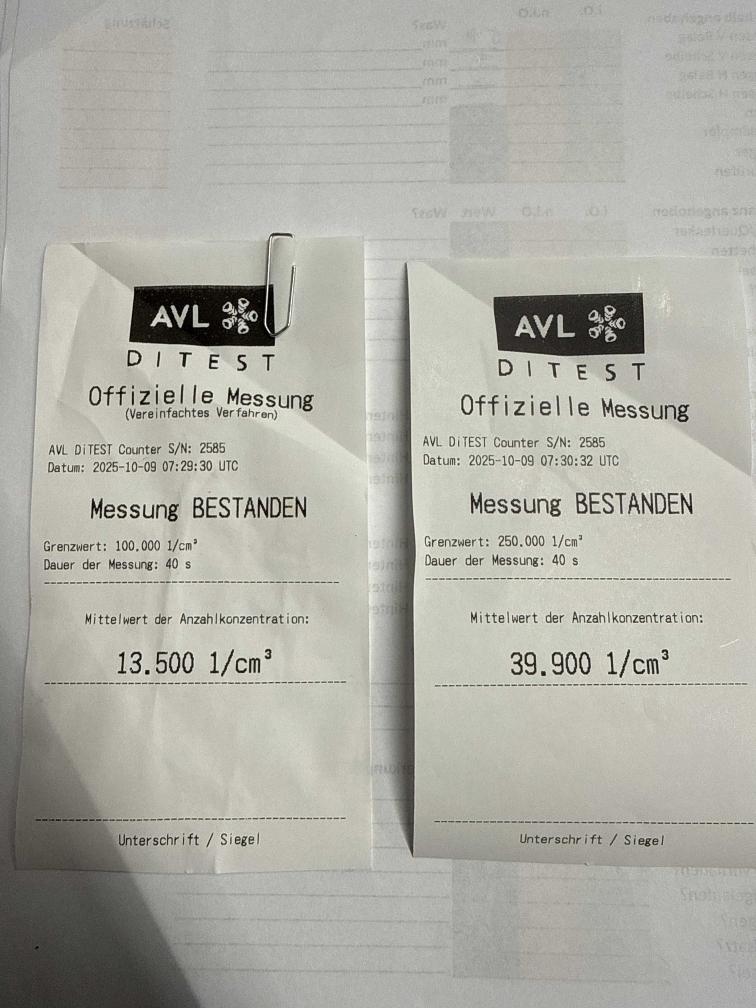 AVL
DITEST
Offizielle Messung
(Vereinfachtes Verfahren)
AVL DiTEST Counter S/N: 2585
Datum: 2025-10-09 07:29:30 UTC
Messung BESTANDEN
Grenzwert: 100.000 1/cm³
Dauer der Messung: 40 s
Mittelwert der Anzahlkonzentration:
13.500 1/cm³
Unterschrift / Siegel
AVL
DITEST
Offizielle Messung
AVL DiTEST Counter S/N: 2585
Datum: 2025-10-09 07:30:32 UTC
Messung BESTANDEN
Grenzwert: 250.000 1/cm³
Dauer der Messung: 40 s
Mittelwert der Anzahlkonzentration:
39.900 1/cm³
Unterschrift / Siegel